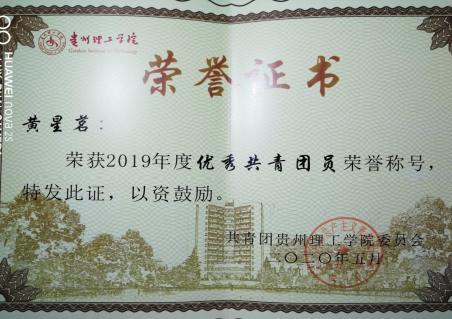 贵州理工学院
Guizhou Institute of Technology
荣誉证书
黄星茗：
荣获2019年度优秀共青团员荣誉称号，
特发此证，以资鼓励。
共青团贵州理工学院委员会
二〇二〇年五月
HUAWEI nova 2s